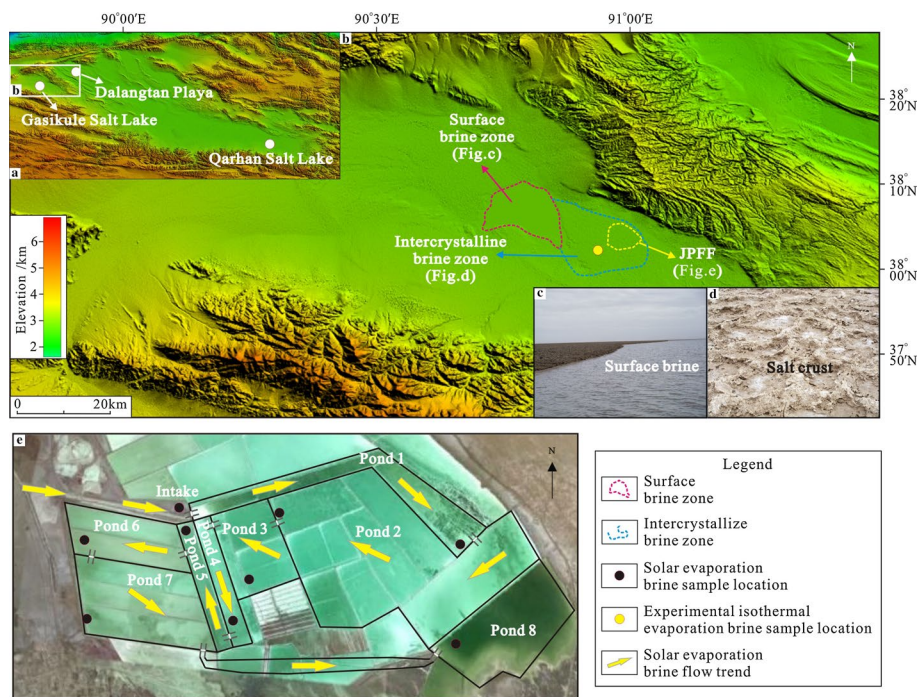 90°00′E
90°30′E
91°00′E
b
N
b
Dalangtan Playa
Gasikule Salt Lake
Qarhan Salt Lake
a
38°
20′
38°
10′N
38°
00′N
37°
50′N
Surface
brine zone
(Fig.c)
Intercrystalline
brine zone
(Fig.d)
JPFF
(Fig.e)
Elevation /km
6
5
4
3
2
0
20km
c
Surface brine
d
Salt crust
e
N
Pond 1
Intake
Pond 6
Pond 3
Pond 2
Pond 4
Pond 5
Pond 7
Pond 8
Legend
Surface
brine zone
Intercrystallize
brine zone
Solar evaporation
brine sample location
Experimental isothermal
evaporation brine sample location
Solar evaporation
brine flow trend